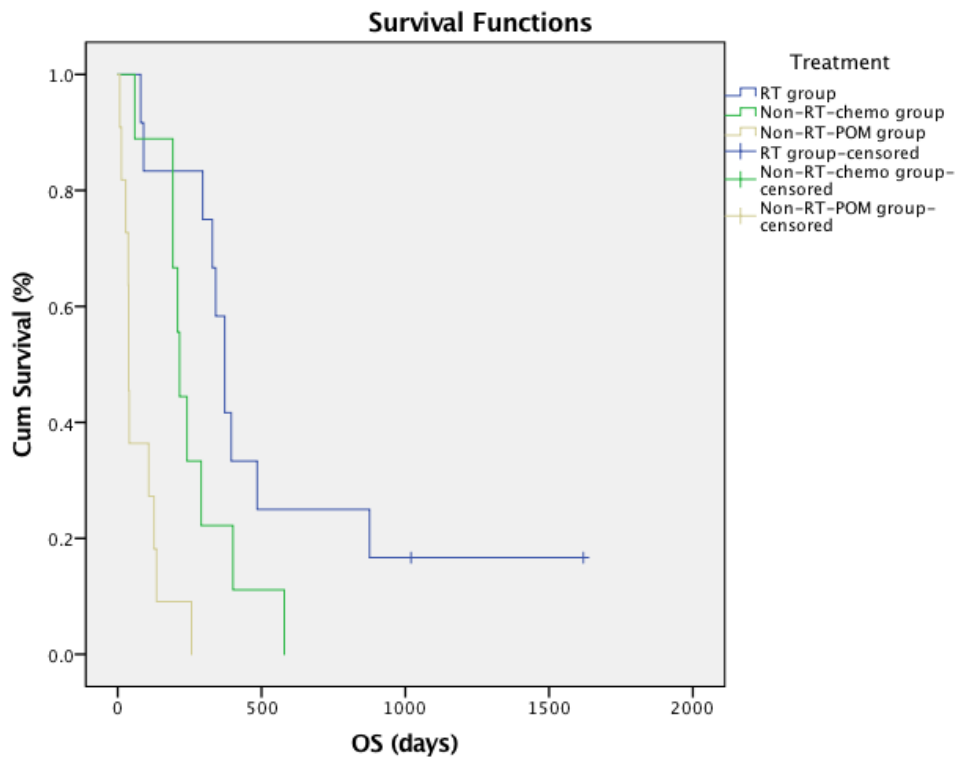 Survival Functions
Treatment
RT group
Non-RT-chemo group
Non-RT-POM group
RT group-censored
Non-RT-chemo group-
censored
Non-RT-POM group-
censored
Cum Survival (%)
1.0
0.8
0.6
0.4
0.2
0.0
0 500 1000 1500 2000
OS (days)